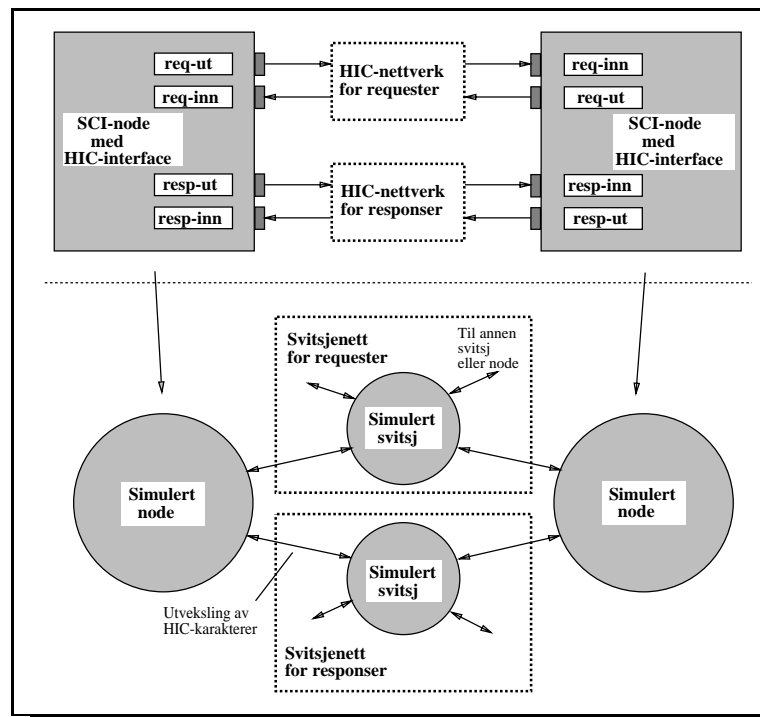 req-ut
req-inn
SCI-node
med
HIC-interface
resp-ut
resp-inn
HIC-nettverk
for requester
HIC-nettverk
for responser
req-inn
req-ut
SCI-node
med
HIC-interface
resp-inn
resp-ut
Svitsjenett
for requester
Til annen
svitsj
eller node
Simulert
svitsj
Simulert
node
Simulert
node
Simulert
svitsj
Utveksling av
HIC-karakterer
Svitsjenett
for responser